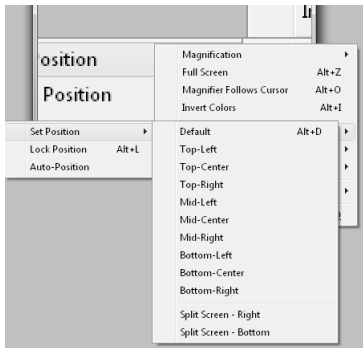 osition
Position
Magnification
Full Screen Alt+Z
Magnifier Follows Cursor Alt+O
Invert Colors Alt+I
Set Position
Lock Position Alt+L
Auto-Position
Default Alt+D
Top-Left
Top-Center
Top-Right
Mid-Left
Mid-Center
Mid-Right
Bottom-Left
Bottom-Center
Bottom-Right
Split Screen - Right
Split Screen - Bottom